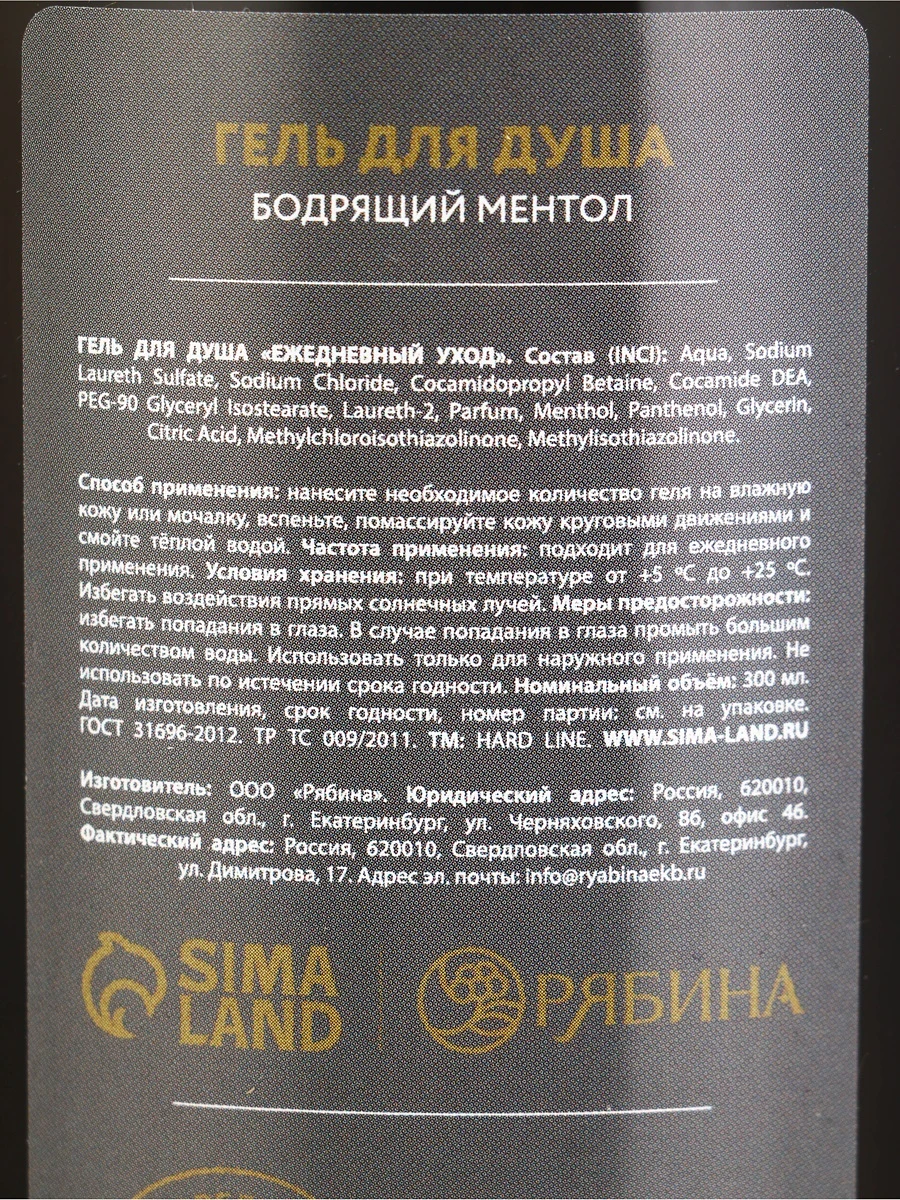 ГЕЛЬ ДЛЯ ДУША
БОДРЯЩИЙ МЕНТОЛ
ГЕЛЬ ДЛЯ ДУША «ЕЖЕДНЕВНЫЙ УХОД». Состав (INCI): Aqua, Sodium
Laureth Sulfate, Sodium Chloride, Cocamidopropyl Betaine, Cocamide DEA,
PEG-90 Glyceryl Isostearate, Laureth-2, Parfum, Menthol, Panthenol, Glycerin,
Citric Acid, Methylchloroisothiazolinone, Methylisothiazolinone.
Способ применения: нанесите необходимое количество геля на влажную
кожу или мочалку, вспеньте, помассируйте кожу круговыми движениями и
смойте тёплой водой. Частота применения: подходит для ежедневного
применения. Условия хранения: при температуре от +5 °C до +25 °C.
Избегать воздействия прямых солнечных лучей. Меры предосторожности:
избегать попадания в глаза. В случае попадания в глаза промыть большим
количеством воды. Использовать только для наружного применения. Не
использовать по истечении срока годности. Номинальный объём: 300 мл.
Дата изготовления, срок годности, номер партии: см. на упаковке.
ГОСТ 31696-2012. ТР ТС 009/2011. ТМ: HARD LINE. WWW.SIMA-LAND.RU
Изготовитель: ООО «Рябина». Юридический адрес: Россия, 620010,
Свердловская обл., г. Екатеринбург, ул. Черняховского, 86, офис 46.
Фактический адрес: Россия, 620010, Свердловская обл., г. Екатеринбург,
ул. Димитрова, 17. Адрес эл. почты: info@ryabinaekb.ru
SIMA
LAND
РЯБИНА